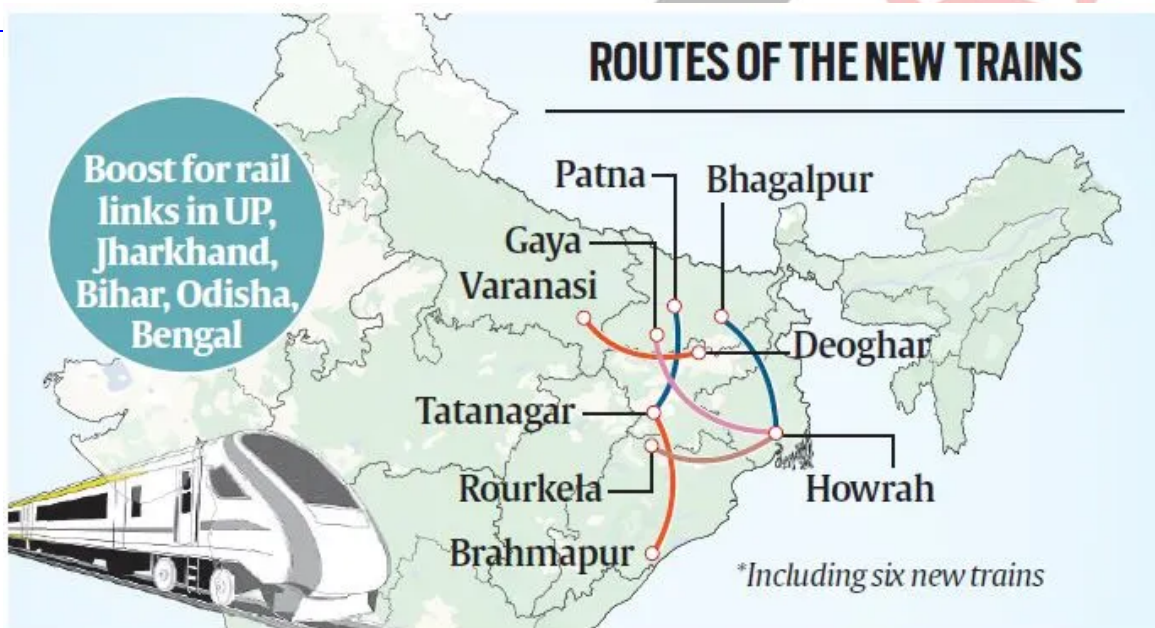 ROUTES OF THE NEW TRAINS
Boost for rail
links in UP,
Jharkhand,
Bihar, Odisha,
Bengal
Patna
Bhagalpur
Gaya
Varanasi
Deoghar
Tatanagar
Rourkela
Howrah
Brahmapur
*Including six new trains